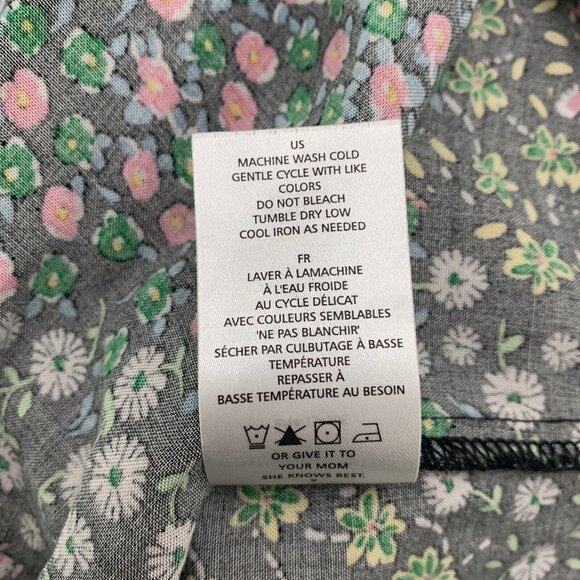 US
MACHINE WASH COLD
GENTLE CYCLE WITH LIKE
COLORS
DO NOT BLEACH
TUMBLE DRY LOW
COOL IRON AS NEEDED
FR
LAVER À LAMACHINE
À L'EAU FROIDE
AU CYCLE DÉLICAT
AVEC COULEURS SEMBLABLES
'NE PAS BLANCHIR'
SÉCHER PAR CULBUTAGE À BASSE
TEMPÉRATURE
REPASSER À
BASSE TEMPÉRATURE AU BESOIN
OR GIVE IT TO
YOUR MOM
SHE KNOWS BEST.